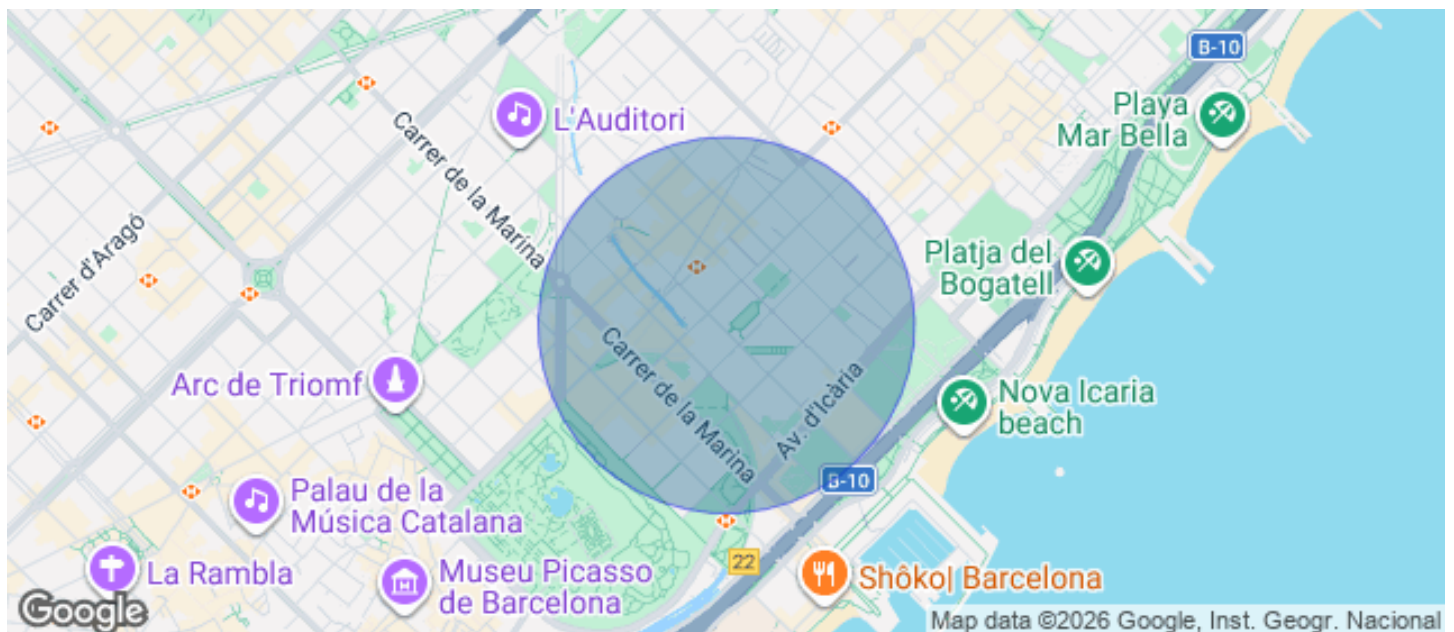 B-10
Playa
Mar Bella
L'Auditori
Carrer de la Marina
Carrer d'Aragó
Platja del
Bogatell
Carrer de la Marina
Av. d'Icària
Arc de Triomf
Nova Icaria
beach
B-10
Palau de la
Música Catalana
22
La Rambla
Museu Picasso
de Barcelona
Shôko| Barcelona
Google
Map data ©2026 Google, Inst. Geogr. Nacional